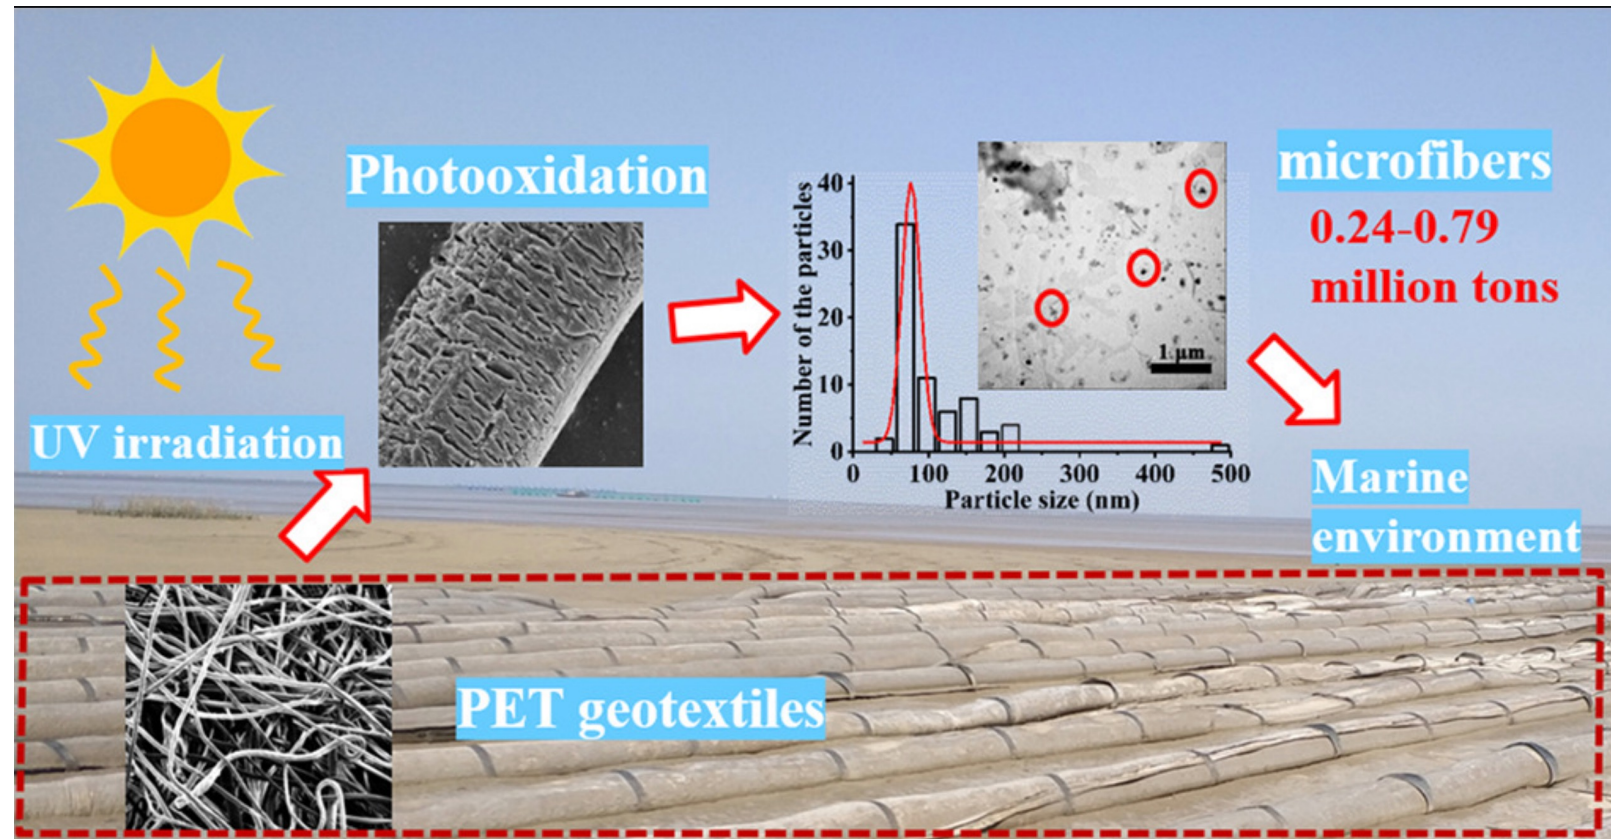 Photooxidation
UV irradiation
PET geotextiles
Number of the particles
40
30
20
10
0
0 100 200 300 400 500
Particle size (nm)
1 μm
microfibers
0.24-0.79
million tons
Marine
environment